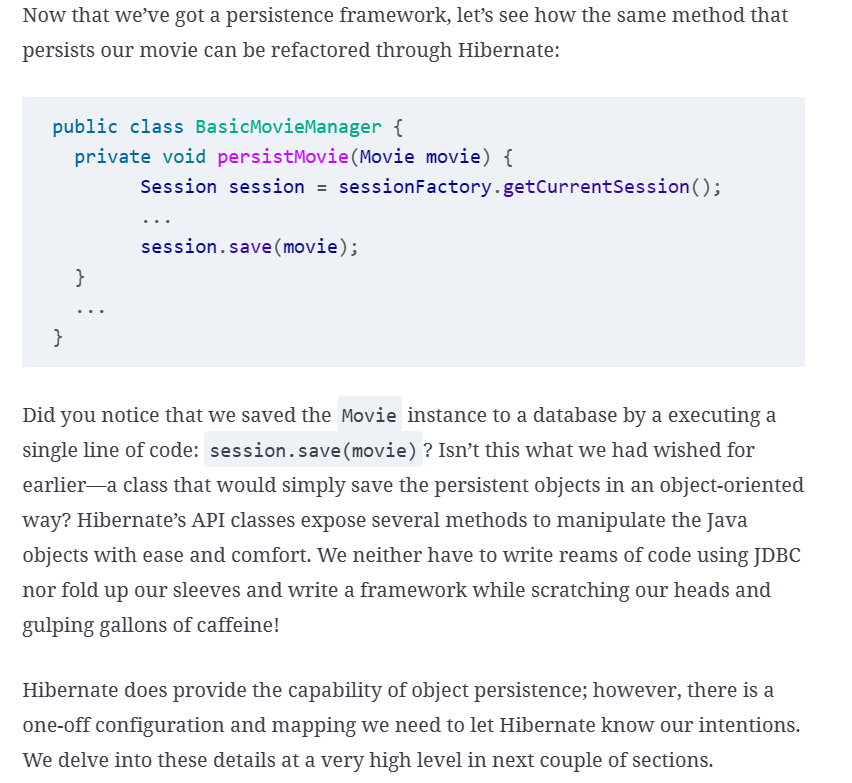 Now that we’ve got a persistence framework, let’s see how the same method that
persists our movie can be refactored through Hibernate:
public class BasicMovieManager {
private void persistMovie(Movie movie) {
Session session = sessionFactory.getCurrentSession();
...
session.save(movie);
}
...
}
Did you notice that we saved the Movie instance to a database by a executing a
single line of code: session.save(movie)? Isn’t this what we had wished for
earlier—a class that would simply save the persistent objects in an object-oriented
way? Hibernate’s API classes expose several methods to manipulate the Java
objects with ease and comfort. We neither have to write reams of code using JDBC
nor fold up our sleeves and write a framework while scratching our heads and
gulping gallons of caffeine!
Hibernate does provide the capability of object persistence; however, there is a
one-off configuration and mapping we need to let Hibernate know our intentions.
We delve into these details at a very high level in next couple of sections.